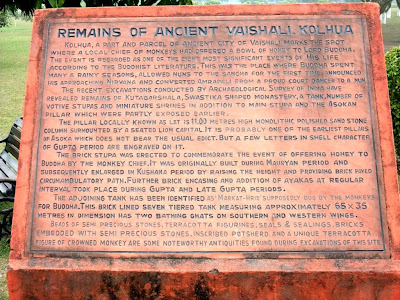 REMAINS OF ANCIENT VAISHALI, KOLHUA
KOLHUA, A PART AND PARCEL OF ANCIENT CITY OF VAISHALI MARKS THE SPOT
WHERE A LOCAL CHIEF OF MONKEYS HAD OFFERED A BOWL OF HONEY TO LORD BUDDHA.
THE EVENT IS REGARDED AS ONE OF THE EIGHT MOST SIGNIFICANT EVENTS OF HIS LIFE
ACCORDING TO THE BUDDHIST LITERATURE. THIS WAS THE PLACE WHERE BUDDHA SPENT
MANY A RAINY SEASONS, ALLOWED NUNS TO THE SANGHA FOR THE FIRST TIME, ANNOUNCED
HIS APPROACHING NIRVANA AND CONVERTED AMRAPALI FROM A PROUD COURT DANCER TO A NUN
THE RECENT EXCAVATIONS CONDUCTED BY ARCHAEOLOGICAL SURVEY OF INDIA HAVE
REVEALED REMAINS OF KUTAGARSHALA, SWASTIKA SHAPED MONASTERY, A TANK, NUMBER OF
VOTIVE STUPAS AND MINIATURE SHRINES IN ADDITION TO MAIN STUPA AND THE ASOKAN
PILLAR WHICH WERE PARTLY EXPOSED EARLIER.
THE PILLAR LOCALLY KNOWN AS LAT IS 11.00 METRES HIGH MONOLITHIC POLISHED SAND STONE
COLUMN SURMOUNTED BY A SEATED LION CAPITAL. IT IS PROBABLY ONE OF THE EARLIEST PILLARS
OF ASOKA WHICH DOES NOT BEAR THE USUAL EDICT. BUT A FEW LETTERS IN SHELL CHARACTER
OF GUPTA PERIOD ARE ENGRAVED ON IT.
THE BRICK STUPA WAS ERECTED TO COMMEMORATE THE EVENT OF OFFERING HONEY TO
BUDDHA BY THE MONKEY CHIEF. IT WAS ORIGINALLY BUILT DURING MAURYAN PERIOD AND
SUBSEQUENTLY ENLARGED IN KUSHANA PERIOD BY RAISING THE HEIGHT AND PROVIDING BRICK PAVED
CIRCUMAMBULATORY PATH. FURTHER BRICK ENCASING AND ADDITION OF AYAKAS AT REGULAR
INTERVAL TOOK PLACE DURING GUPTA AND LATE GUPTA PERIODS.
THE ADJOINING TANK HAS BEEN IDENTIFIED AS 'MARKAT-HRD' SUPPOSEDLY DUG BY THE MONKEYS
FOR BUDDHA. THIS BRICK LINED SEVEN TIERED TANK MEASURING APPROXIMATELY 65 X 35
METRES IN DIMENSION HAS TWO BATHING GHATS ON SOUTHERN AND WESTERN WINGS.
BEADS OF SEMI PRECIOUS STONES, TERRACOTTA FIGURINES, SEALS & SEALINGS, BRICKS
EMBEDDED WITH SEMI PRECIOUS STONES, INSCRIBED POTSHERD AND A UNIQUE TERRACOTTA
FIGURE OF CROWNED MONKEY ARE SOME NOTEWORTHY ANTIQUITIES FOUND DURING EXCAVATIONS OF THIS SITE